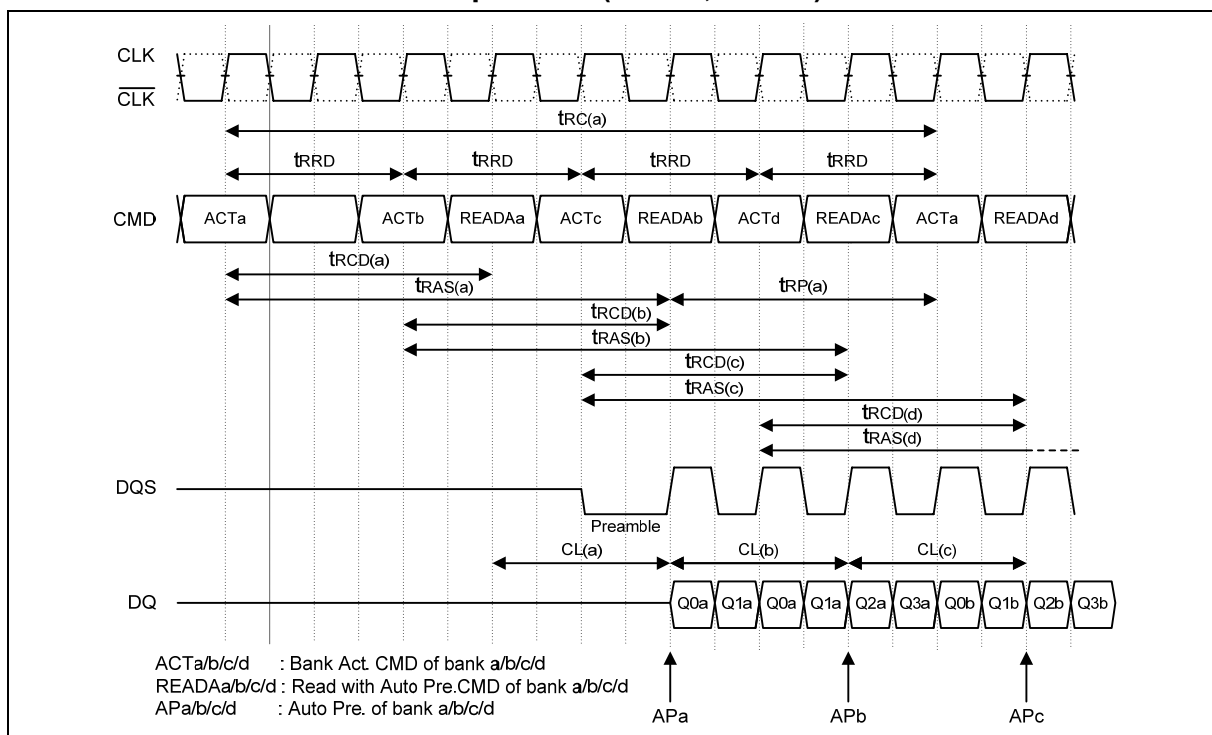 CLK
CLK
tRC(a)
tRRD tRRD tRRD tRRD
CMD ACTa ACTb READAa ACTc READAb ACTd READAc ACTa READAd
tRCD(a)
tRAS(a) tRP(a)
tRCD(b)
tRAS(b)
tRCD(c)
tRAS(c)
tRCD(d)
tRAS(d)
DQS
Preamble
CL(a) CL(b) CL(c)
DQ Q0a Q1a Q0a Q1a Q2a Q3a Q0b Q1b Q2b Q3b
ACTa/b/c/d : Bank Act. CMD of bank a/b/c/d
READAa/b/c/d : Read with Auto Pre.CMD of bank a/b/c/d
APa/b/c/d : Auto Pre. of bank a/b/c/d
APa APb APc